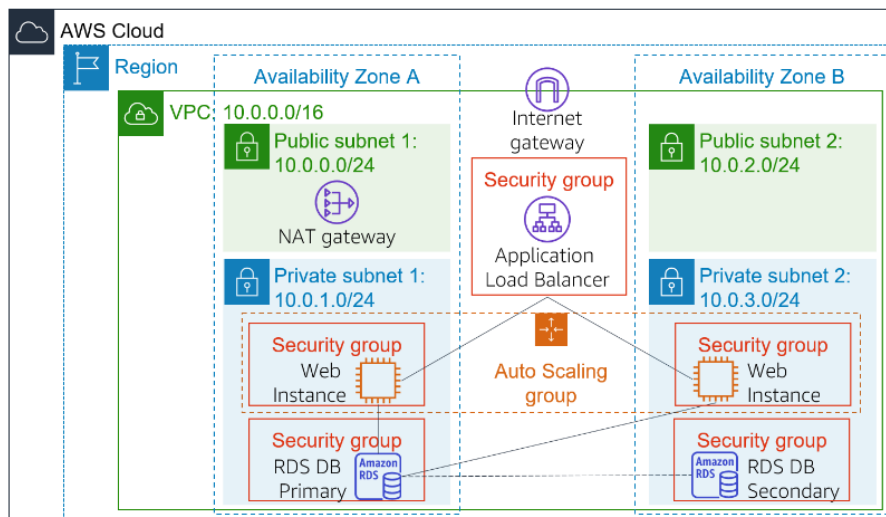 AWS Cloud
Region
Availability Zone A
Availability Zone B
VPC: 10.0.0.0/16
Internet
gateway
Public subnet 1:
10.0.0.0/24
NAT gateway
Public subnet 2:
10.0.2.0/24
Security group
Application
Load Balancer
Private subnet 1:
10.0.1.0/24
Private subnet 2:
10.0.3.0/24
Security group
Web
Instance
Auto Scaling
group
Security group
Web
Instance
Security group
RDS DB
Primary
Amazon
RDS
Security group
Amazon
RDS
RDS DB
Secondary